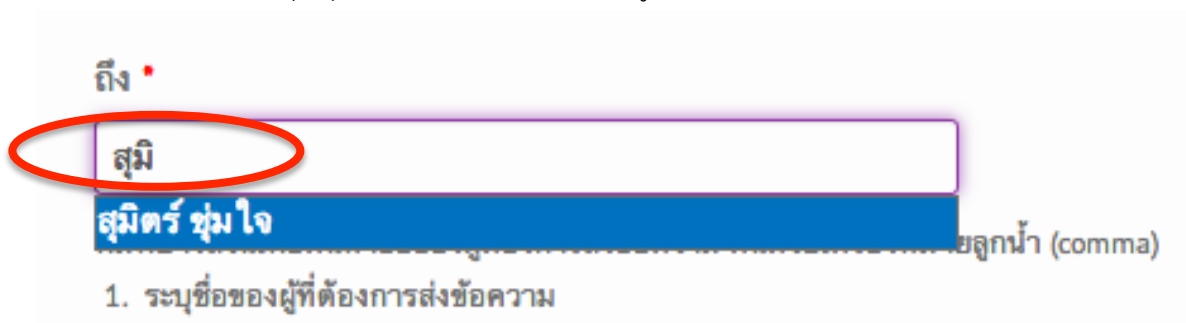 ถึง *
สุมิ
สุมิตร์ ชุ่มใจ
ยลูกน้ำ (comma)
1. ระบุชื่อของผู้ที่ต้องการส่งข้อความ